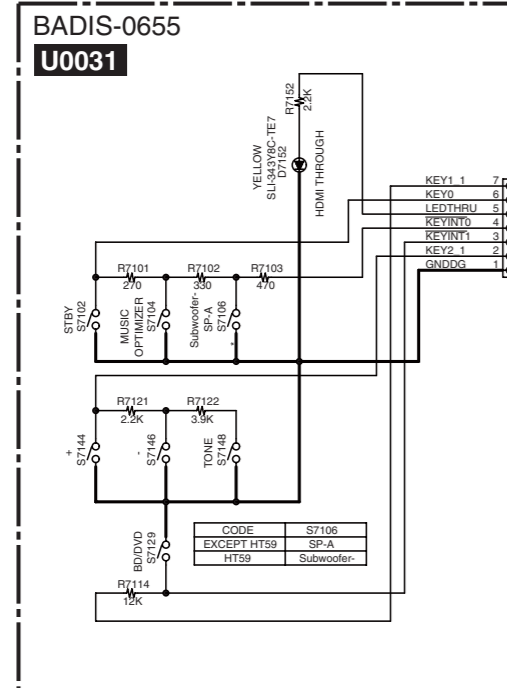 BADIS-0655
U0031
R7152
2.2K
YELLOW
SLI-343Y8C-TE7
D7152
HDMI THROUGH
KEY1_1 7
KEY0 6
LEDTHRU 5
KEYINT0 4
KEYINT1 3
KEY2_1 2
GNDDG 1
R7101
270
R7102
330
R7103
470
STBY
S7102
MUSIC
OPTIMIZER
S7104
Subwoofer-
SP-A
S7106
*
R7121
2.2K
R7122
3.9K
+
S7144
-
S7146
TONE
S7148
BD/DVD
S7129
CODE S7106
EXCEPT HT59 SP-A
HT59 Subwoofer-
R7114
12K